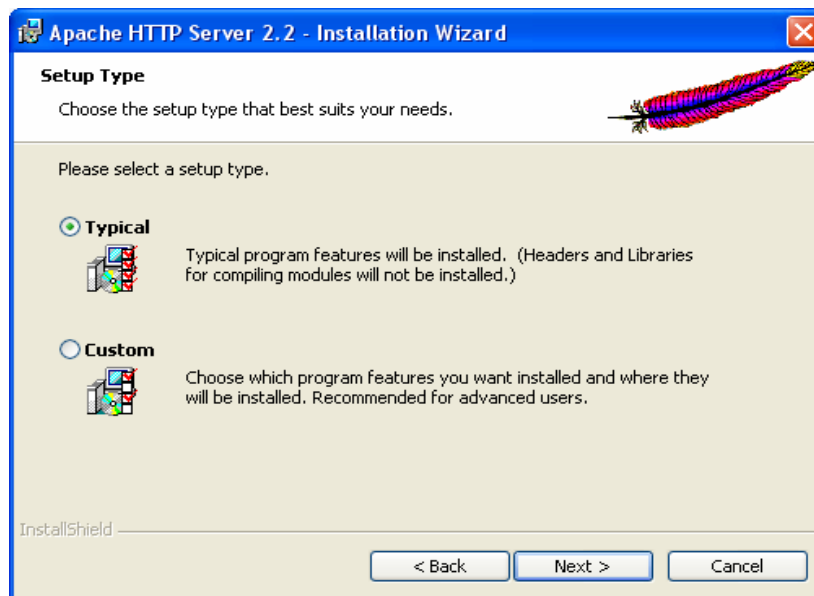 Apache HTTP Server 2.2 - Installation Wizard
Setup Type
Choose the setup type that best suits your needs.
Please select a setup type.
Typical
Typical program features will be installed. (Headers and Libraries
for compiling modules will not be installed.)
Custom
Choose which program features you want installed and where they
will be installed. Recommended for advanced users.
InstallShield
< Back
Next >
Cancel